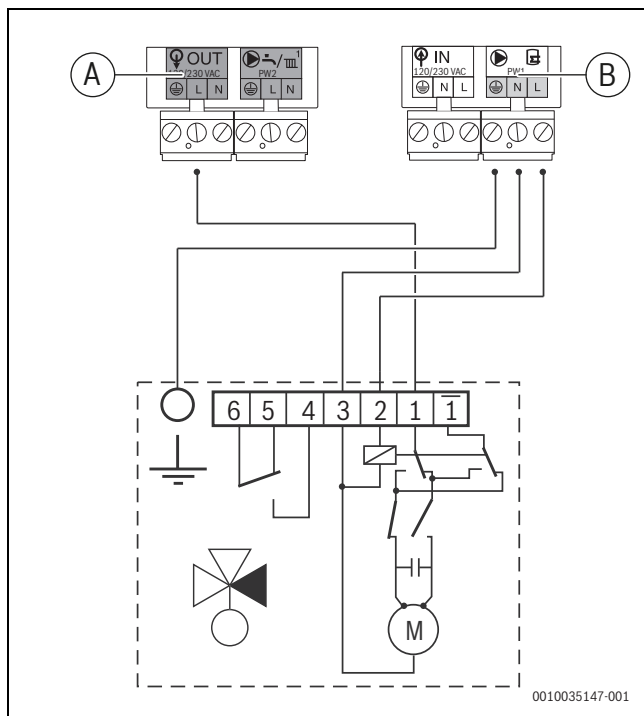 A
OUT
120/230 VAC
L N
1
PW2
L N
IN
120/230 VAC
N L
PW1
N L
B
6 5 4 3 2 1 1̅
M
0010035147-001